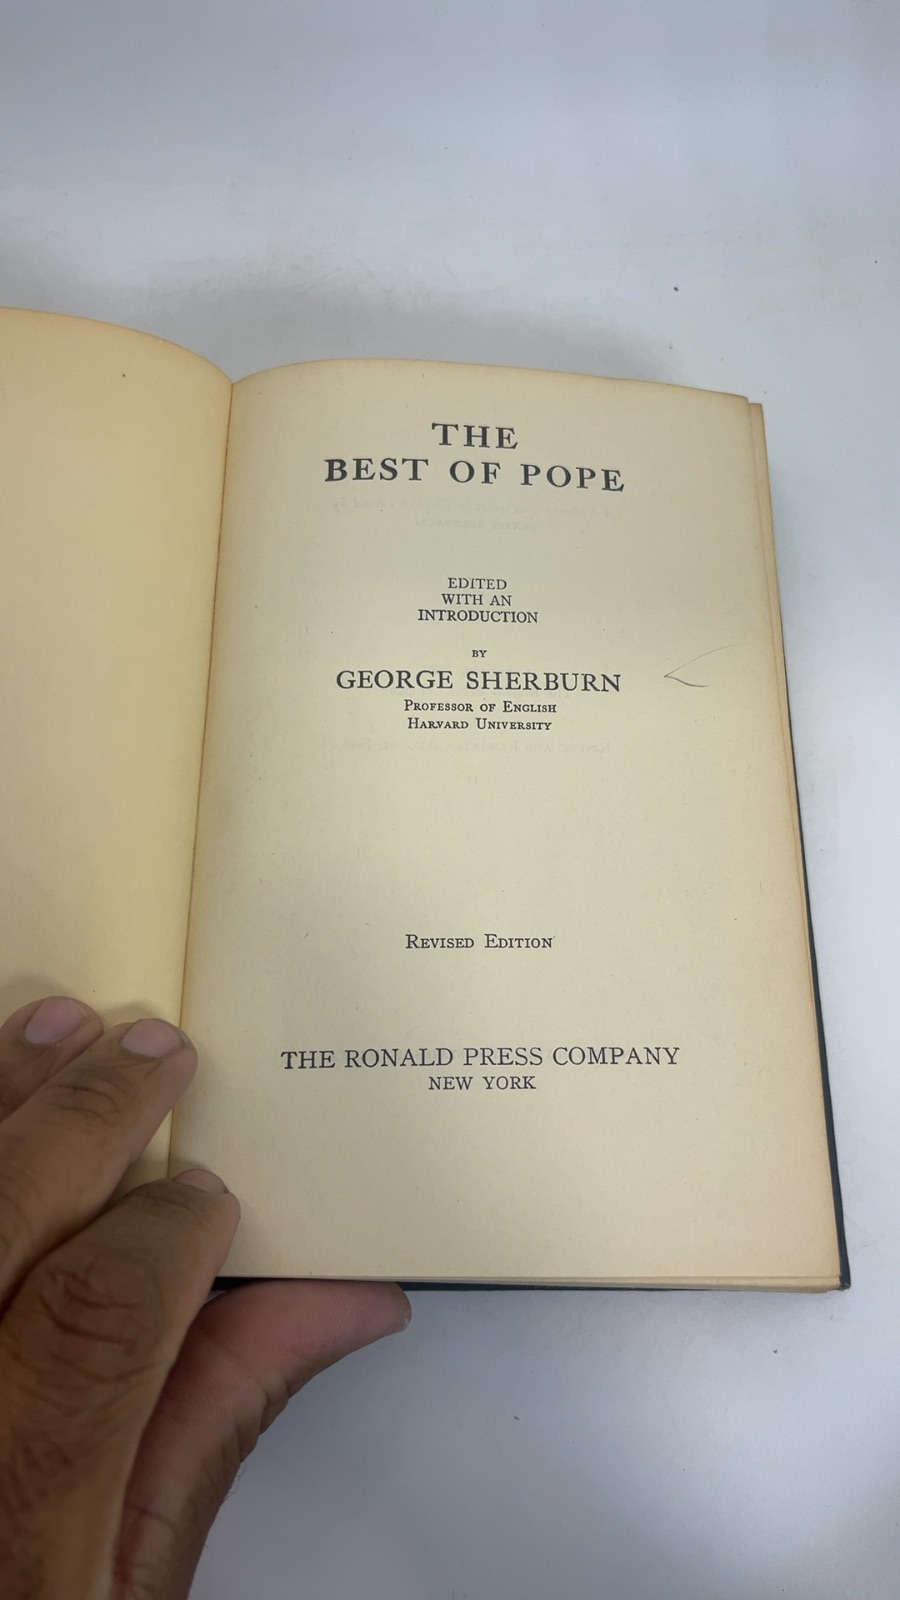 THE
BEST OF POPE
EDITED
WITH AN
INTRODUCTION
BY
GEORGE SHERBURN
PROFESSOR OF ENGLISH
HARVARD UNIVERSITY
REVISED EDITION
THE RONALD PRESS COMPANY
NEW YORK